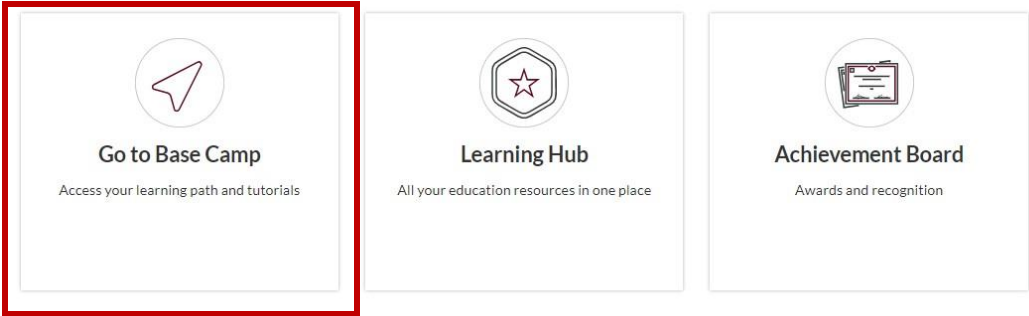 Go to Base Camp
Access your learning path and tutorials
Learning Hub
All your education resources in one place
Achievement Board
Awards and recognition